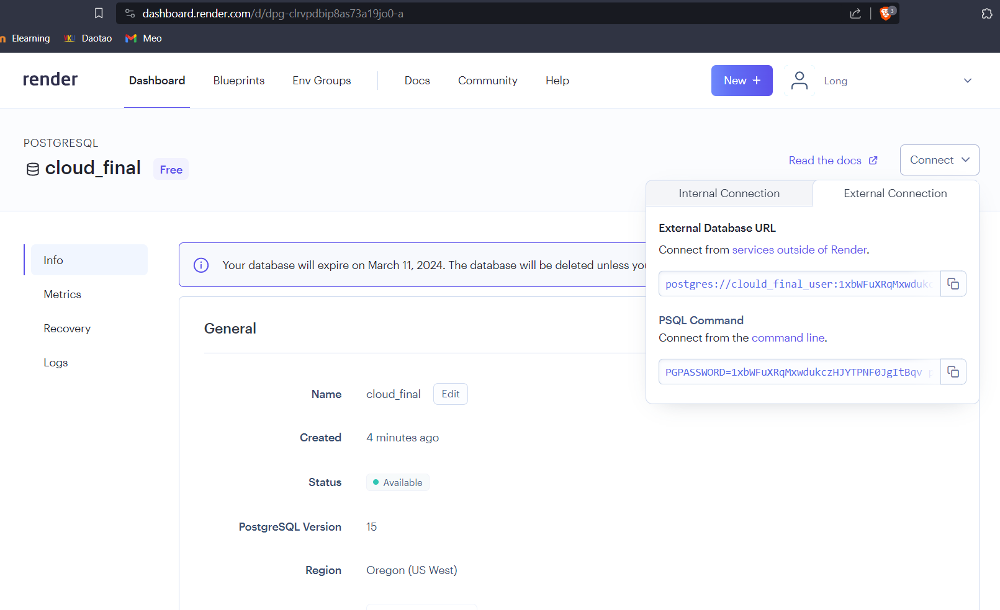 dashboard.render.com/d/dpg-clrvpdbip8as73a19jo0-a
3
Elearning Daotao Meo
render Dashboard Blueprints Env Groups Docs Community Help New + Long
POSTGRESQL
cloud_final Free
Read the docs Connect
Internal Connection External Connection
External Database URL
Connect from services outside of Render.
postgres://clould_final_user:1xbWFuXRqMxwdukc
PSQL Command
Connect from the command line.
PGPASSWORD=1xbWFuXRqMxwdukczHJYTPNF0JgItBqv p
Info
Metrics
Recovery
Logs
Your database will expire on March 11, 2024. The database will be deleted unless you
General
Name cloud_final Edit
Created 4 minutes ago
Status Available
PostgreSQL Version 15
Region Oregon (US West)